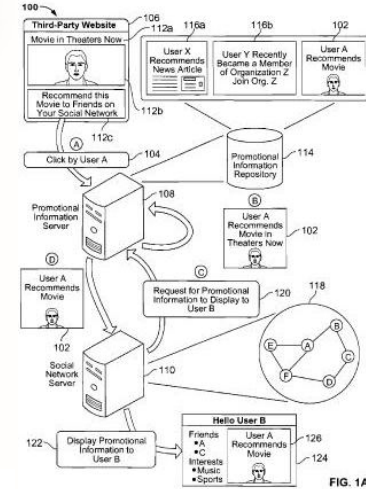 100
Third-Party Website
106
112a
Movie in Theaters Now
112b
Recommend this
Movie to Friends on
Your Social Network
112c
116a
116b
102
User X
Recommends
News Article
User Y Recently
Became a Member
of Organization Z
Join Org. Z
User A
Recommends
Movie
A
Click by User A
104
Promotional
Information
Repository
114
Promotional
Information
Server
108
B
User A
Recommends
Movie in
Theaters Now
102
D
User A
Recommends
Movie
102
C
Request for Promotional
Information to Display to
User B
120
118
B
E
A
C
F
D
Social
Network
Server
110
122
Display Promotional
Information to
User B
Hello User B
Friends
•A
•C
Interests
•Music
•Sports
User A
Recommends
Movie
126
124
FIG. 1A